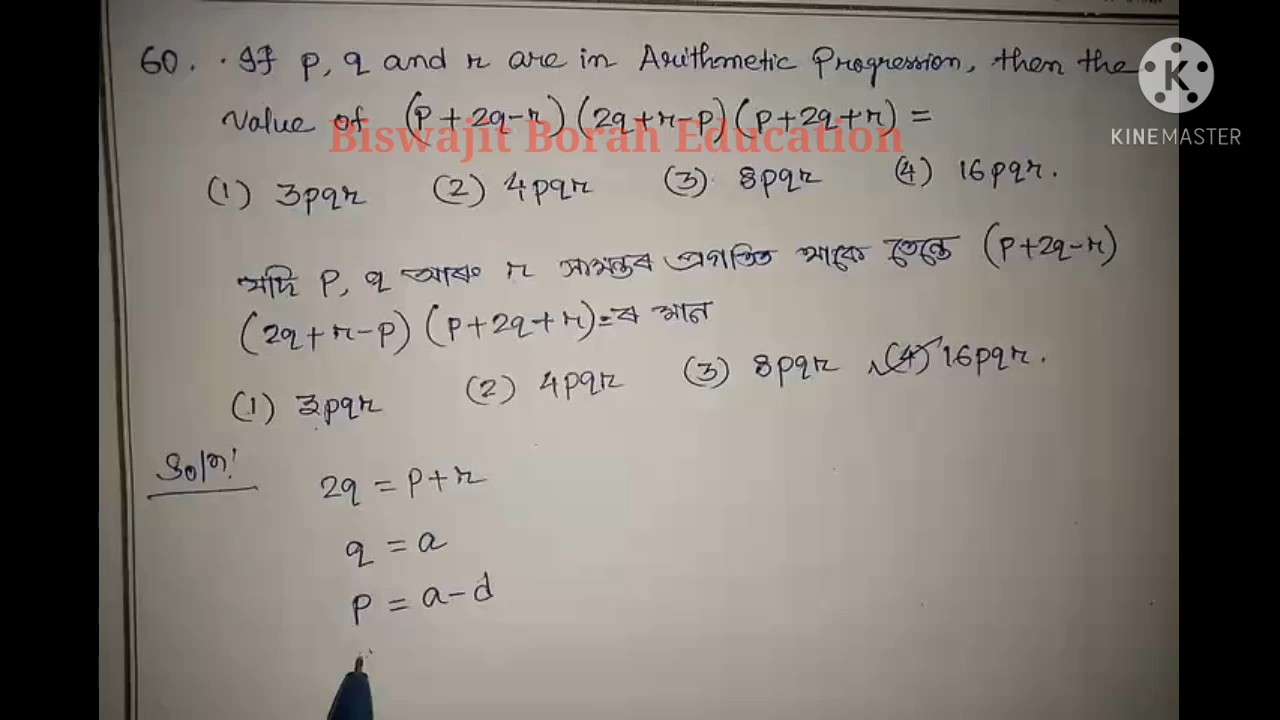 60. . If p, q and r are in Arithmetic Progression, then the
value of (p+2q-r)(2q+r-p)(p+2q+r) =
Biswajit Borah Education
K
KINEMASTER
(1) 3pqr (2) 4pqr (3) 8pqr (4) 16pqr.
যদি p, q আৰু r সমান্তৰ প্ৰগতিত থাকে তেন্তে (p+2q-r)
(2q+r-p)(p+2q+r)=ৰ মান
(1) 3pqr (2) 4pqr (3) 8pqr (4) 16pqr.
Soln:
2q = p+r
q = a
p = a-d